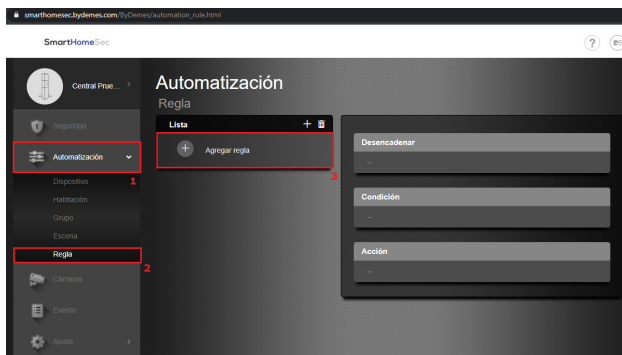 smarthomesec.bydemes.com/ByDemes/automation_rule.html
SmartHomeSec
?
Central Prue...
Automatización
Regla
Seguridad
Lista
Automatización
Agregar regla
Desencadenar
--
1
3
Dispositivo
Habitación
Grupo
Escena
Regla
2
Condición
--
Acción
--
Cámaras
Evento
Ajuste